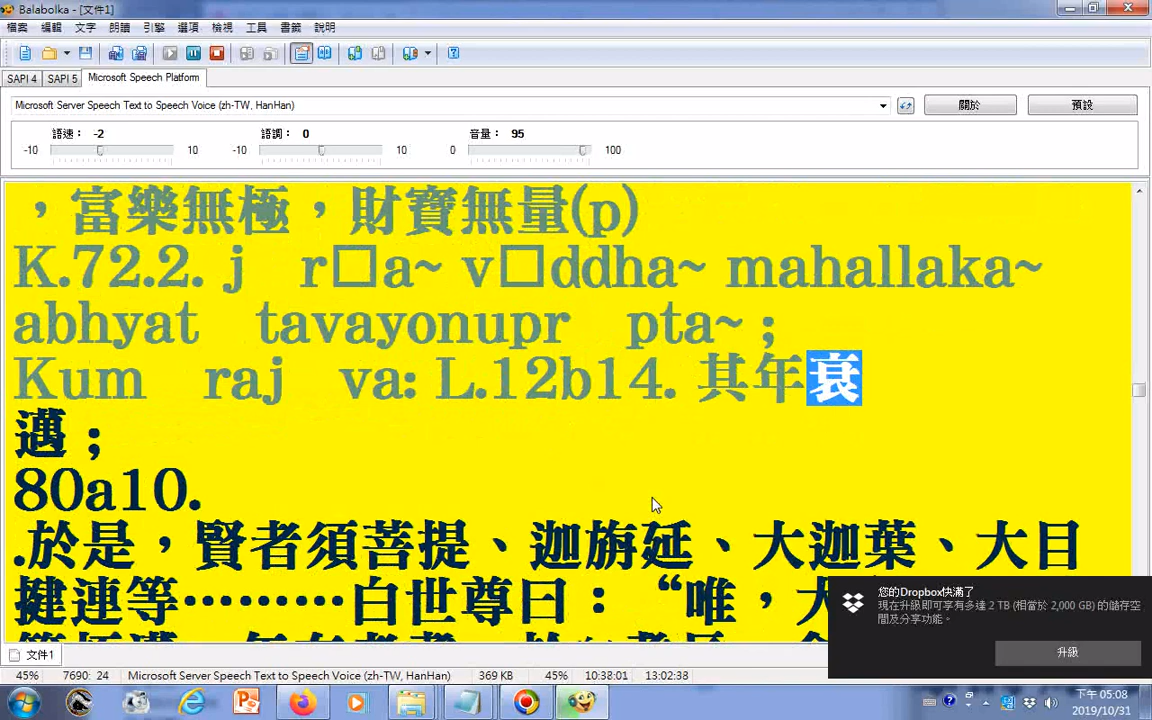 Balabolka - [文件1]
檔案 編輯 文字 朗讀 引擎 選項 檢視 工具 書籤 說明
SAPI 4 SAPI 5 Microsoft Speech Platform
Microsoft Server Speech Text to Speech Voice (zh-TW, HanHan) 關於 預設
語速： -2 語調： 0 音量： 95
-10 10 -10 10 0 100
，富樂無極，財寶無量(p)
K.72.2. j r□a~ v□ddha~ mahallaka~
abhyat tavayonupr pta~ ;
Kum raj va: L.12b14. 其年衰
邁；
80a10.
.於是，賢者須菩提、迦旃延、大迦葉、大目
揵連等………白世尊曰：“唯，大
您的Dropbox快滿了
現在升級即可享有多達 2 TB (相當於 2,000 GB) 的儲存空
間及分享功能。
升級
文件1
45% 7690: 24 Microsoft Server Speech Text to Speech Voice (zh-TW, HanHan) 369 KB 45% 10:38:01 13:02:38
下午 05:08
2019/10/31